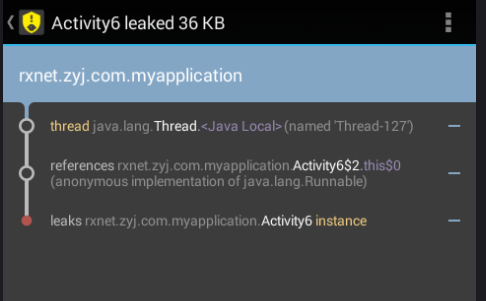 Activity6 leaked 36 KB
rxnet.zyj.com.myapplication
thread java.lang.Thread.<Java Local>(named 'Thread-127')
references rxnet.zyj.com.myapplication.Activity6$2.this$0
(anonymous implementation of java.lang.Runnable)
leaks rxnet.zyj.com.myapplication.Activity6 instance